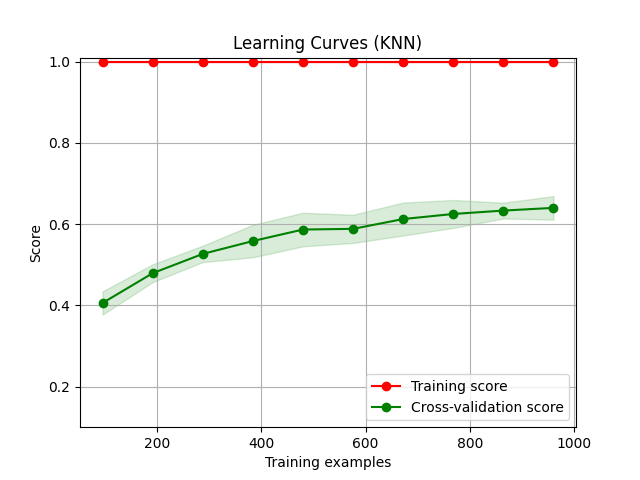 Learning Curves (KNN)
1.0
0.8
0.6
0.4
0.2
Score
200
400
600
800
1000
Training examples
Training score
Cross-validation score